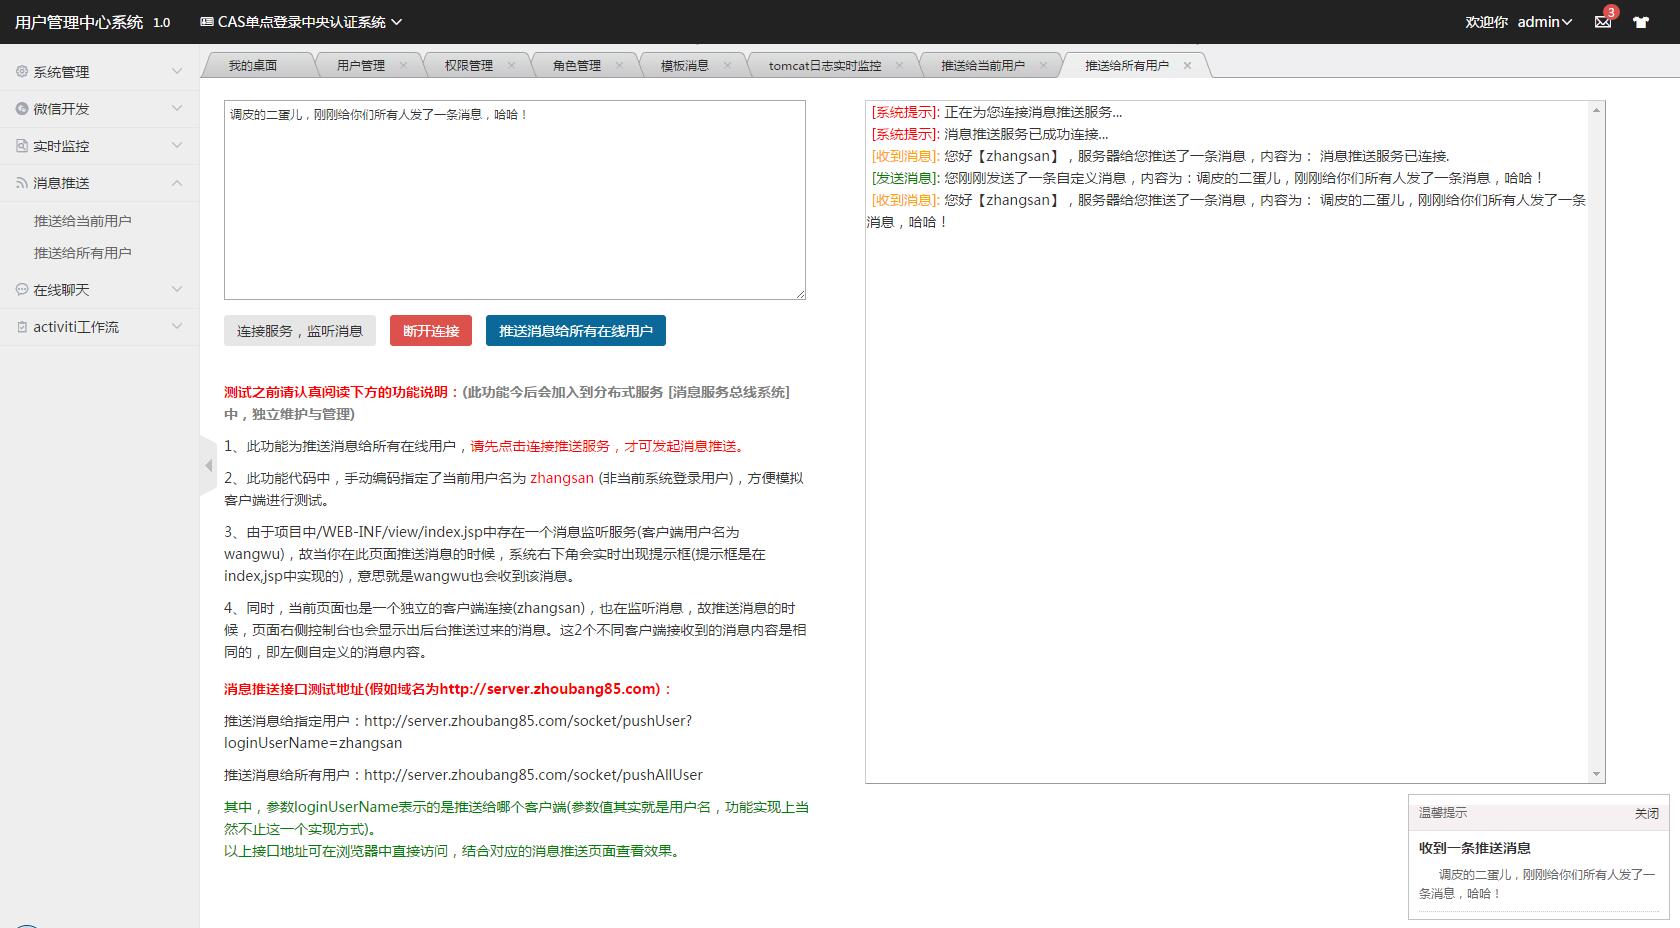 用户管理中心系统 1.0 CAS单点登录中央认证系统 欢迎你 admin 3
我的桌面 用户管理 权限管理 角色管理 模板消息 tomcat日志实时监控 推送给当前用户 推送给所有用户
系统管理
微信开发
实时监控
消息推送
推送给当前用户
推送给所有用户
在线聊天
activiti工作流
调皮的二蛋儿，刚刚给你们所有人发了一条消息，哈哈！
连接服务，监听消息 断开连接 推送消息给所有在线用户
测试之前请认真阅读下方的功能说明：(此功能今后会加入到分布式服务 [消息服务总线系统]
中，独立维护与管理)
1、此功能为推送消息给所有在线用户，请先点击连接推送服务，才可发起消息推送。
2、此功能代码中，手动编码指定了当前用户名为 zhangsan (非当前系统登录用户)，方便模拟
客户端进行测试。
3、由于项目中/WEB-INF/view/index.jsp中存在一个消息监听服务(客户端用户名为
wangwu)，故当你在此页面推送消息的时候，系统右下角会实时出现提示框(提示框是在
index,jsp中实现的)，意思就是wangwu也会收到该消息。
4、同时，当前页面也是一个独立的客户端连接(zhangsan)，也在监听消息，故推送消息的时
候，页面右侧控制台也会显示出后台推送过来的消息。这2个不同客户端接收到的消息内容是相
同的，即左侧自定义的消息内容。
消息推送接口测试地址(假如域名为http://server.zhoubang85.com)：
推送消息给指定用户：http://server.zhoubang85.com/socket/pushUser?
loginUserName=zhangsan
推送消息给所有用户：http://server.zhoubang85.com/socket/pushAllUser
其中，参数loginUserName表示的是推送给哪个客户端(参数值其实就是用户名，功能实现上当
然不止这一个实现方式)。
以上接口地址可在浏览器中直接访问，结合对应的消息推送页面查看效果。
[系统提示]: 正在为您连接消息推送服务...
[系统提示]: 消息推送服务已成功连接...
[收到消息]: 您好【zhangsan】，服务器给您推送了一条消息，内容为： 消息推送服务已连接.
[发送消息]: 您刚刚发送了一条自定义消息，内容为：调皮的二蛋儿，刚刚给你们所有人发了一条消息，哈哈！
[收到消息]: 您好【zhangsan】，服务器给您推送了一条消息，内容为： 调皮的二蛋儿，刚刚给你们所有人发了一条
消息，哈哈！
温馨提示 关闭
收到一条推送消息
调皮的二蛋儿，刚刚给你们所有人发了一
条消息，哈哈！